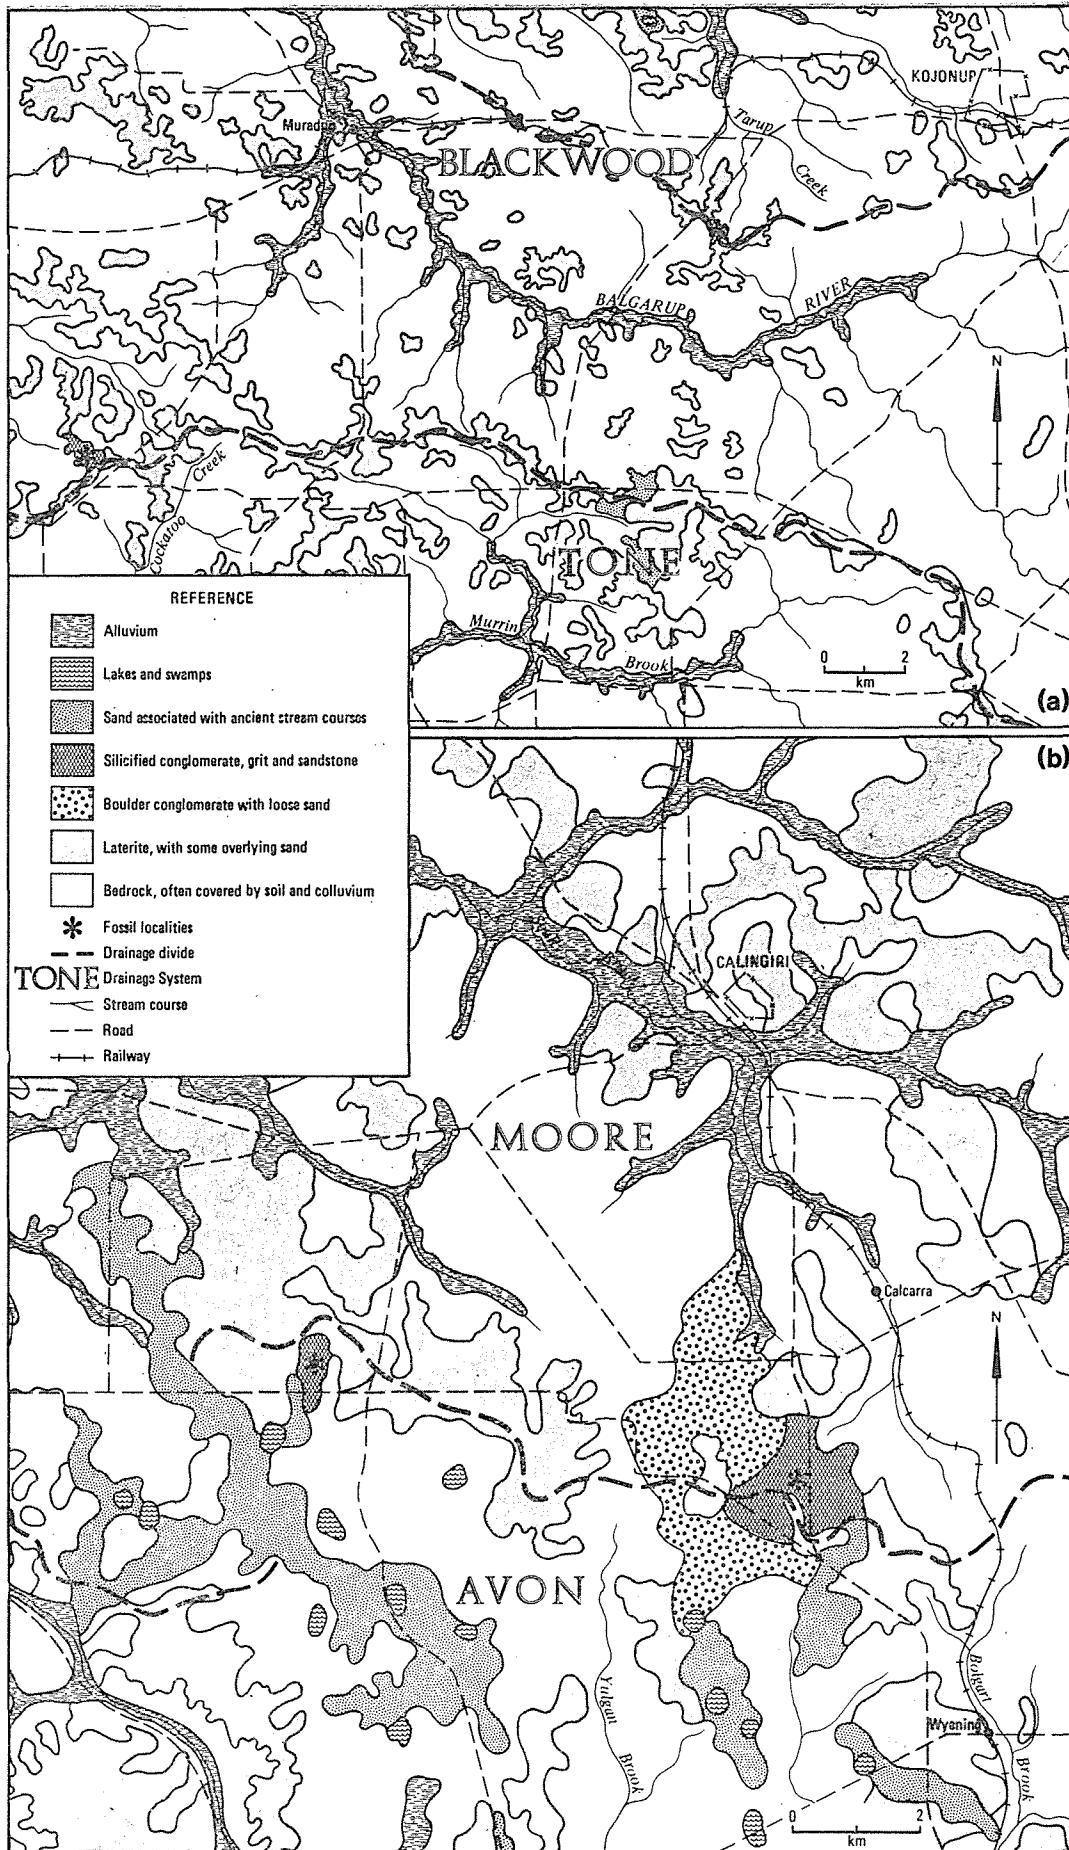 KOJONUP
Muradup
Tarup
Creek
BLACKWOOD
BALGARUP
RIVER
N
Creek
Cockatoo
TONE
Murrin
Brook
0 2
km
(a)
REFERENCE
Alluvium
Lakes and swamps
Sand associated with ancient stream courses
Silicified conglomerate, grit and sandstone
Boulder conglomerate with loose sand
Laterite, with some overlying sand
Bedrock, often covered by soil and colluvium
Fossil localities
Drainage divide
TONE Drainage System
Stream course
Road
Railway
(b)
CALINGIRI
MOORE
Calcarra
N
AVON
Yulgan
Brook
Bolgart
Brook
Wyening
0 2
km